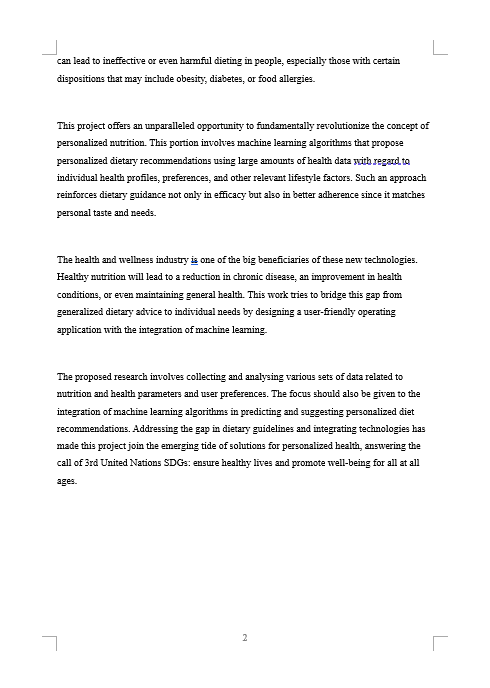 can lead to ineffective or even harmful dieting in people, especially those with certain
dispositions that may include obesity, diabetes, or food allergies.
This project offers an unparalleled opportunity to fundamentally revolutionize the concept of
personalized nutrition. This portion involves machine learning algorithms that propose
personalized dietary recommendations using large amounts of health data with regard to
individual health profiles, preferences, and other relevant lifestyle factors. Such an approach
reinforces dietary guidance not only in efficacy but also in better adherence since it matches
personal taste and needs.
The health and wellness industry is one of the big beneficiaries of these new technologies.
Healthy nutrition will lead to a reduction in chronic disease, an improvement in health
conditions, or even maintaining general health. This work tries to bridge this gap from
generalized dietary advice to individual needs by designing a user-friendly operating
application with the integration of machine learning.
The proposed research involves collecting and analysing various sets of data related to
nutrition and health parameters and user preferences. The focus should also be given to the
integration of machine learning algorithms in predicting and suggesting personalized diet
recommendations. Addressing the gap in dietary guidelines and integrating technologies has
made this project join the emerging tide of solutions for personalized health, answering the
call of 3rd United Nations SDGs: ensure healthy lives and promote well-being for all at all
ages.
2